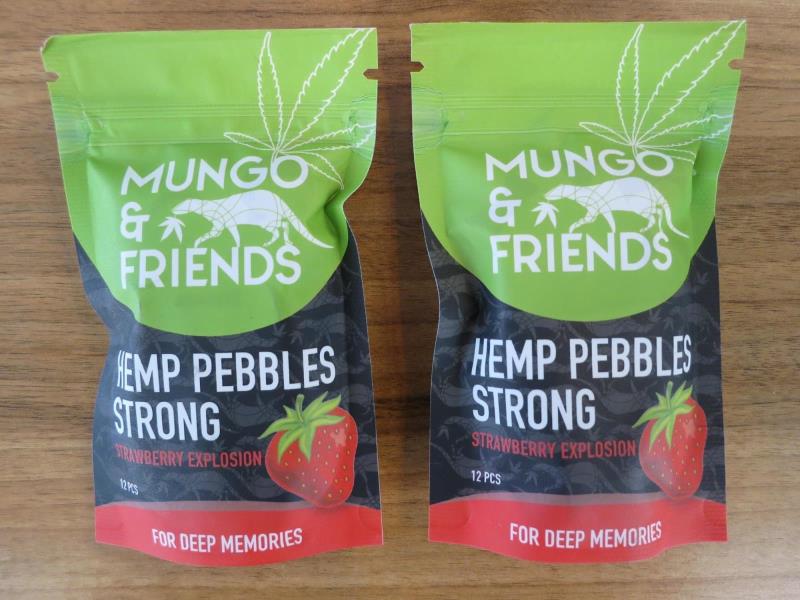 MUNGO
&
FRIENDS
HEMP PEBBLES
STRONG
STRAWBERRY EXPLOSION
12 PCS
FOR DEEP MEMORIES
MUNGO
&
FRIENDS
HEMP PEBBLES
STRONG
STRAWBERRY EXPLOSION
12 PCS
FOR DEEP MEMORIES